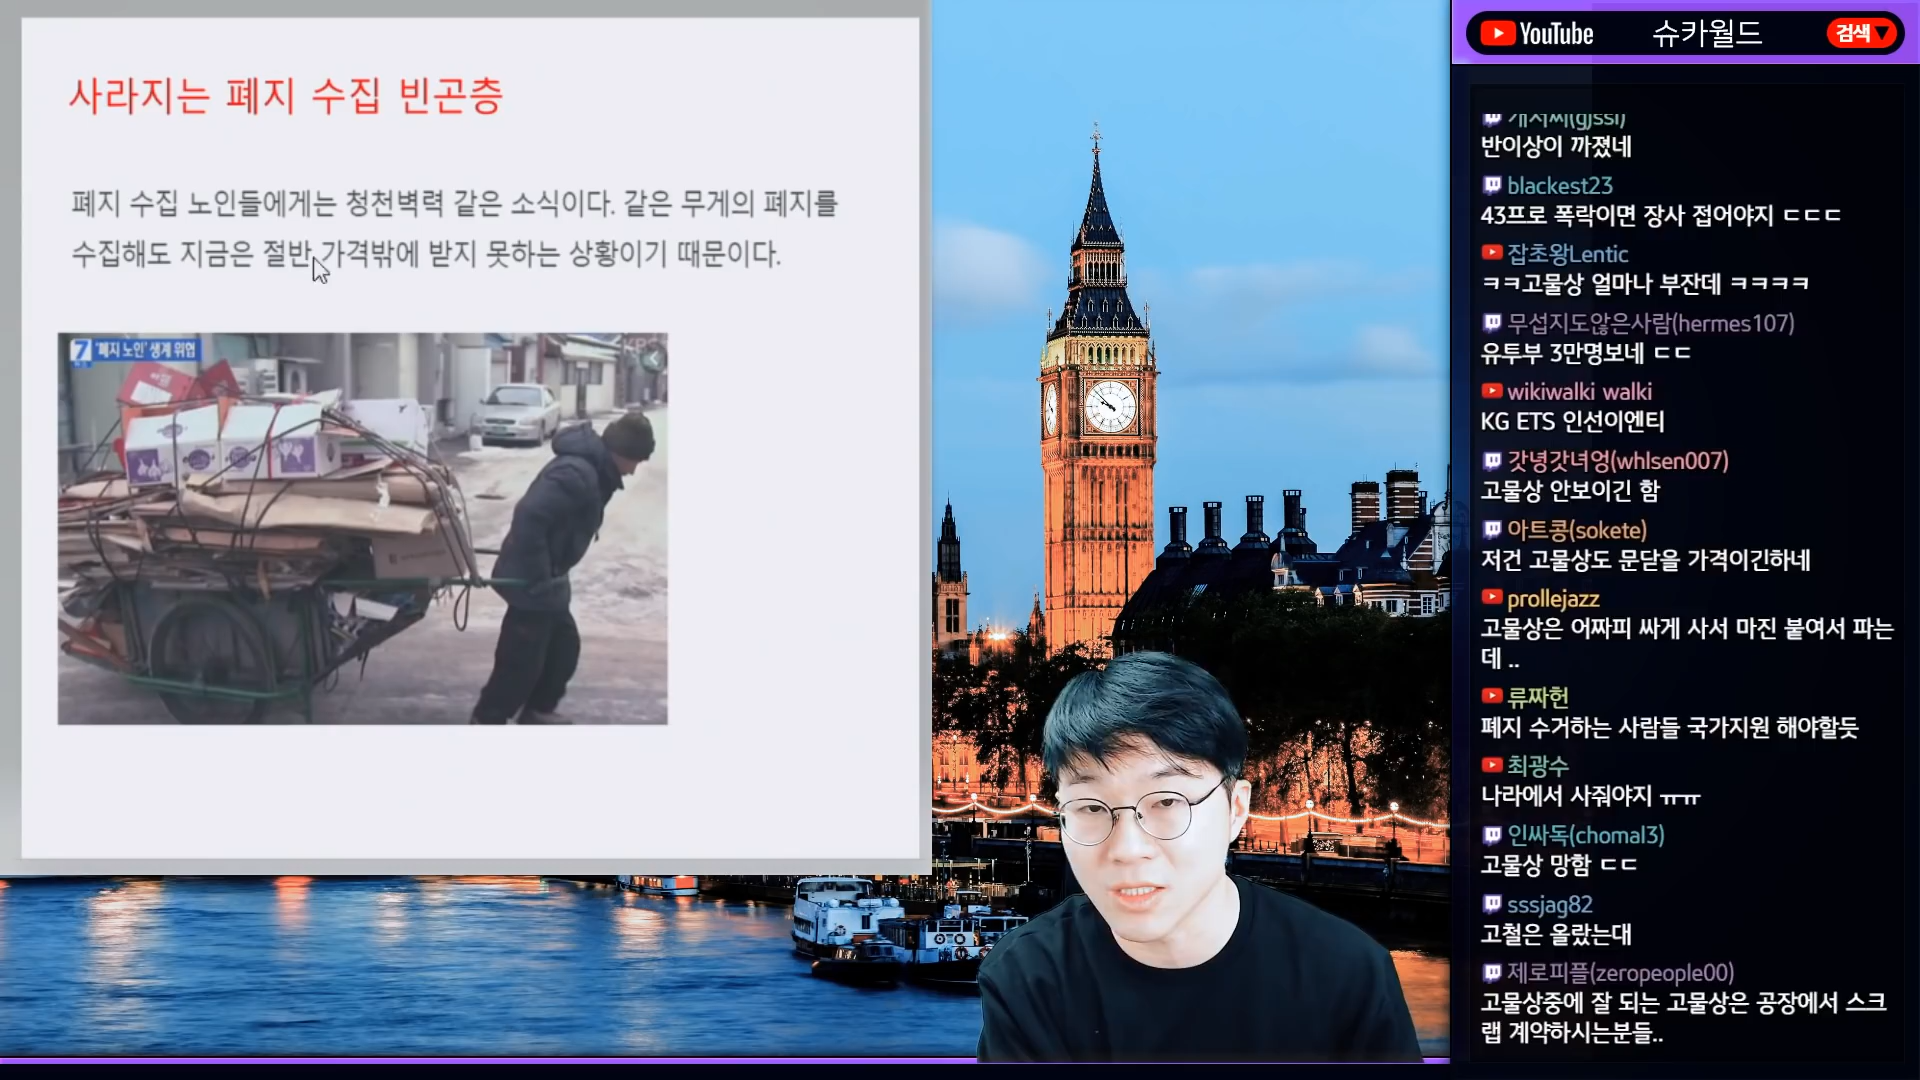 사라지는 폐지 수집 빈곤층
폐지 수집 노인들에게는 청천벽력 같은 소식이다. 같은 무게의 폐지를
수집해도 지금은 절반 가격밖에 받지 못하는 상황이기 때문이다.
7 '폐지 노인' 생계 위협
YouTube 슈카월드 검색▼
(gjssl)
반이상이 까졌네
blackest23
43프로 폭락이면 장사 접어야지 ㄷㄷㄷ
잡초왕Lentic
ㅋㅋ고물상 얼마나 부잔데 ㅋㅋㅋㅋ
무섭지도않은사람(hermes107)
유투부 3만명보네 ㄷㄷ
wikiwalki walki
KG ETS 인선이엔티
갓녕갓녀엉(whlsen007)
고물상 안보이긴 함
아트콩(sokete)
저건 고물상도 문닫을 가격이긴하네
prollejazz
고물상은 어짜피 싸게 사서 마진 붙여서 파는
데 ..
류짜헌
폐지 수거하는 사람들 국가지원 해야할듯
최광수
나라에서 사줘야지 ㅠㅠ
인싸독(chomal3)
고물상 망함 ㄷㄷ
sssjag82
고철은 올랐는대
제로피플(zeropeople00)
고물상중에 잘 되는 고물상은 공장에서 스크
랩 계약하시는분들..